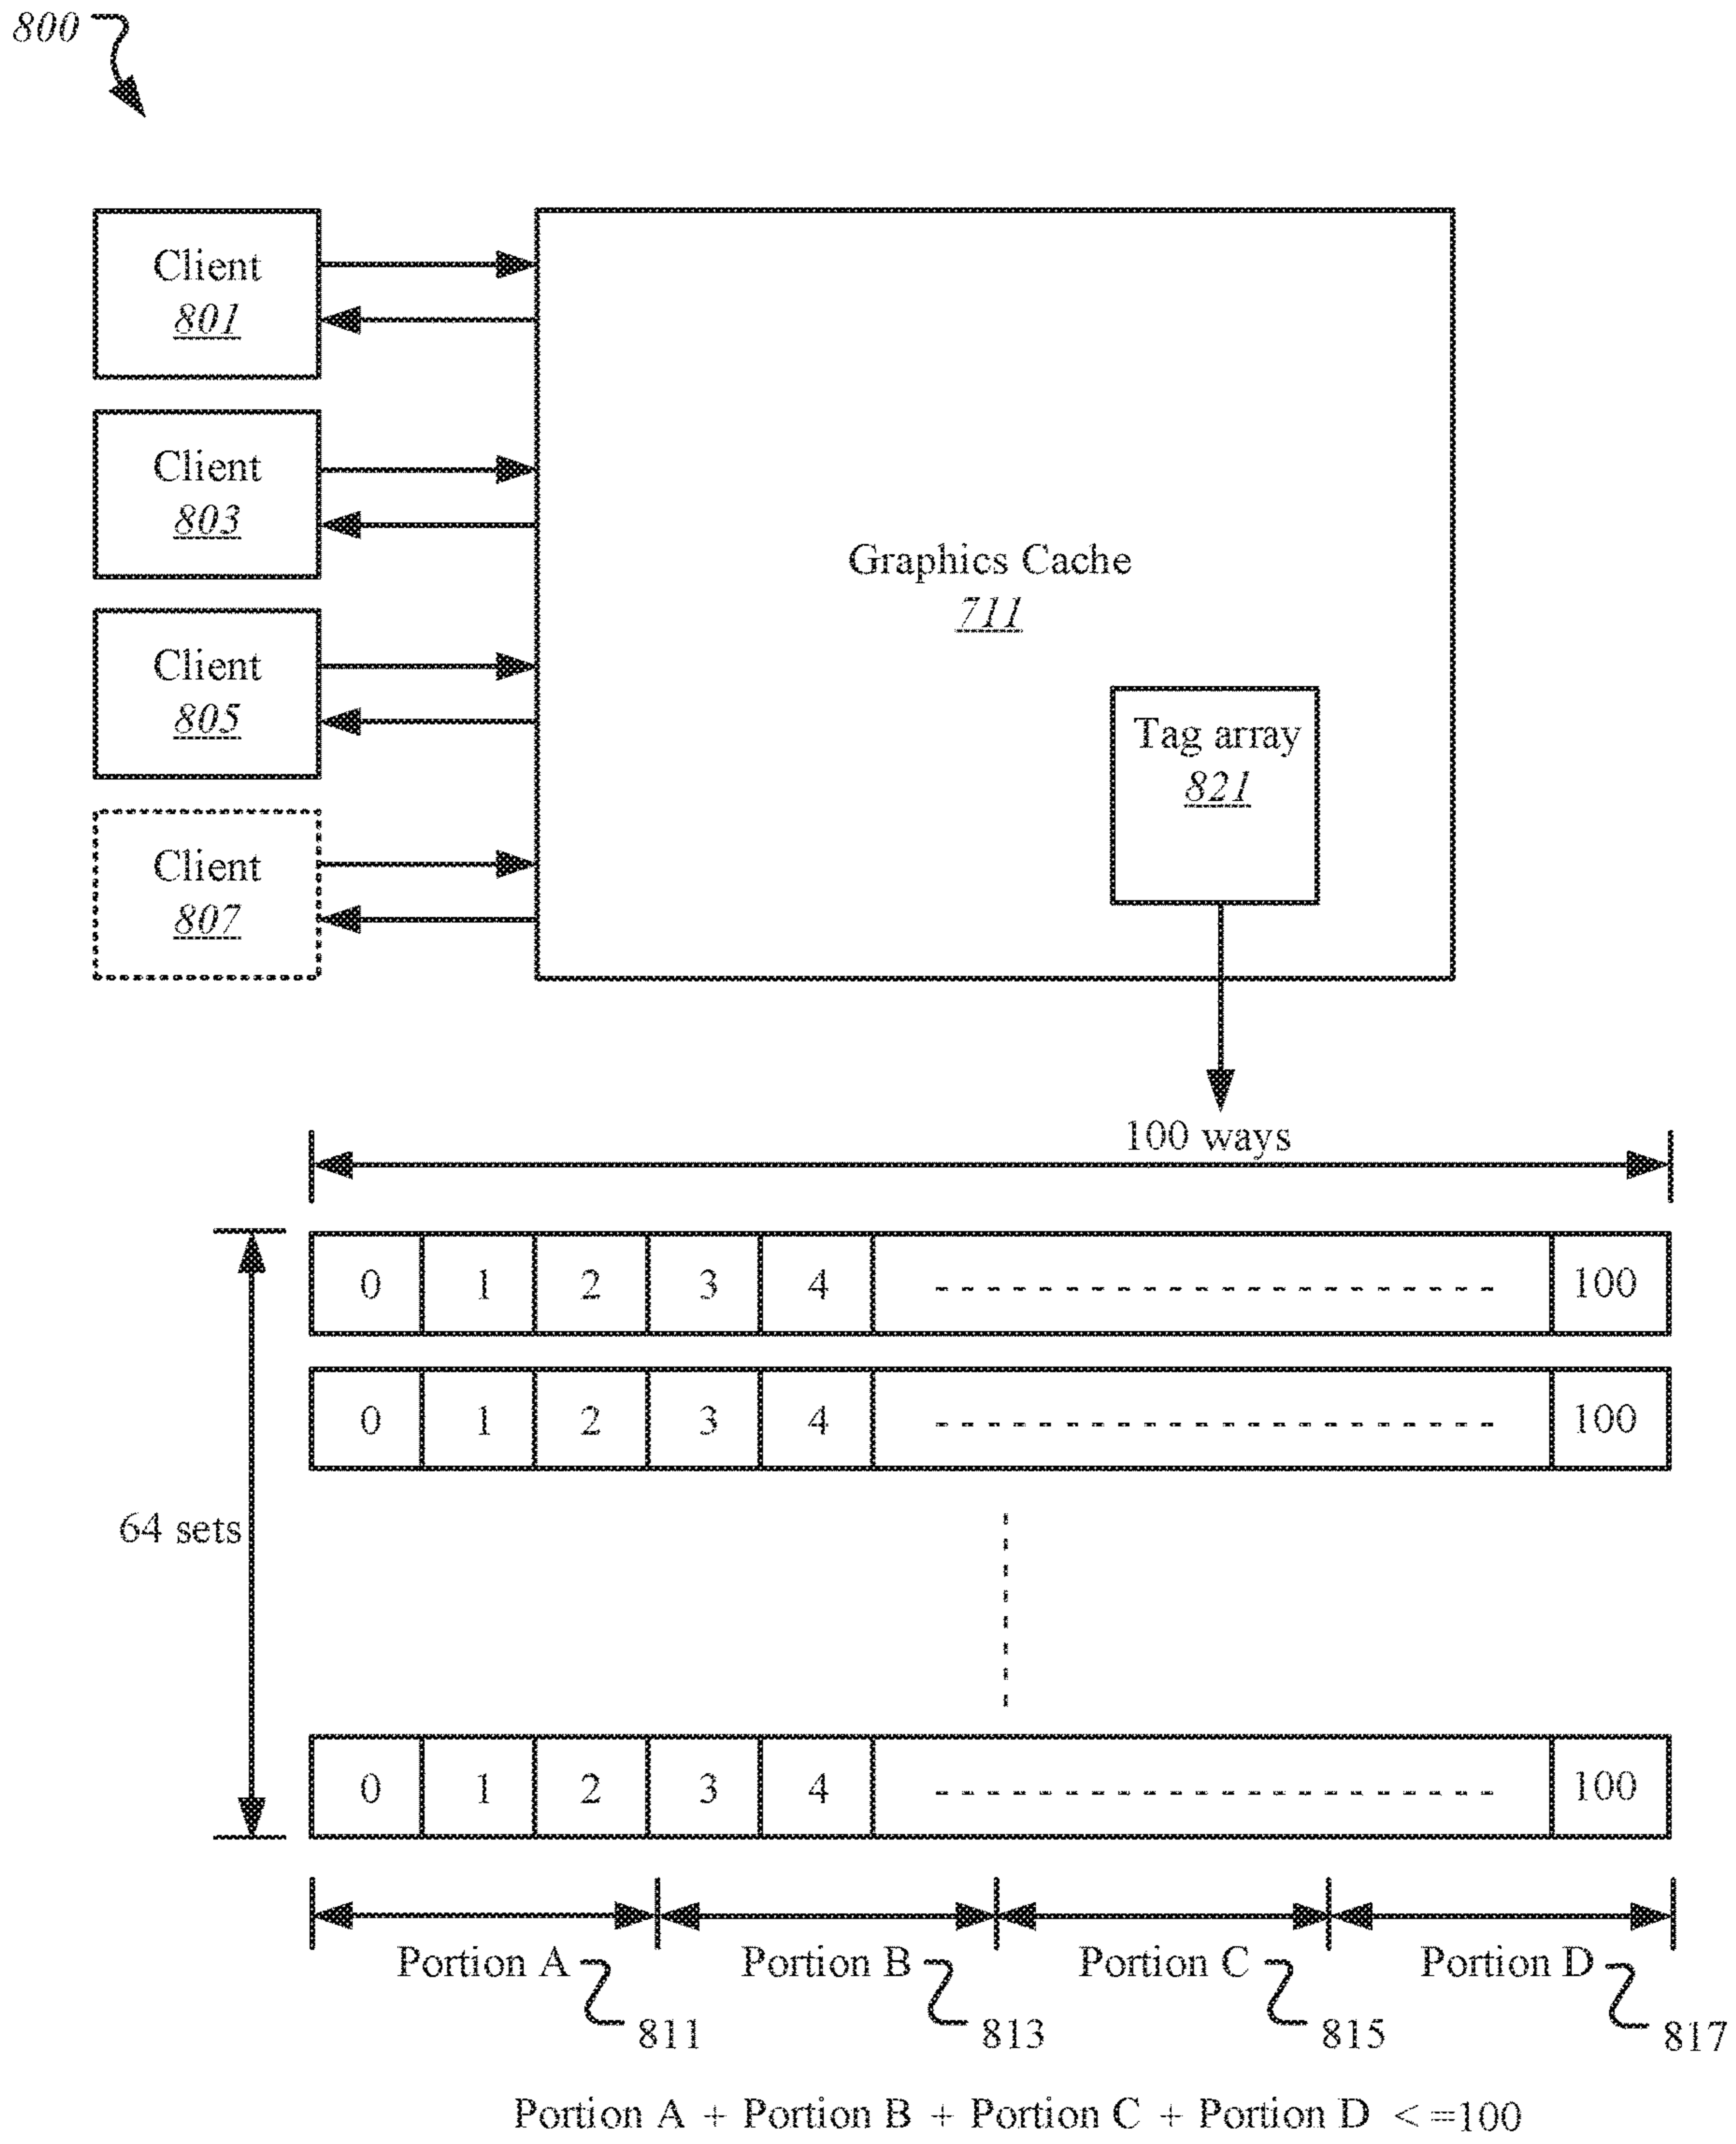 800
Client
801
Client
803
Client
805
Client
807
Graphics Cache
711
Tag array
821
100 ways
0 1 2 3 4 100
0 1 2 3 4 100
64 sets
0 1 2 3 4 100
Portion A Portion B Portion C Portion D
811 813 815 817
Portion A + Portion B + Portion C + Portion D <=100